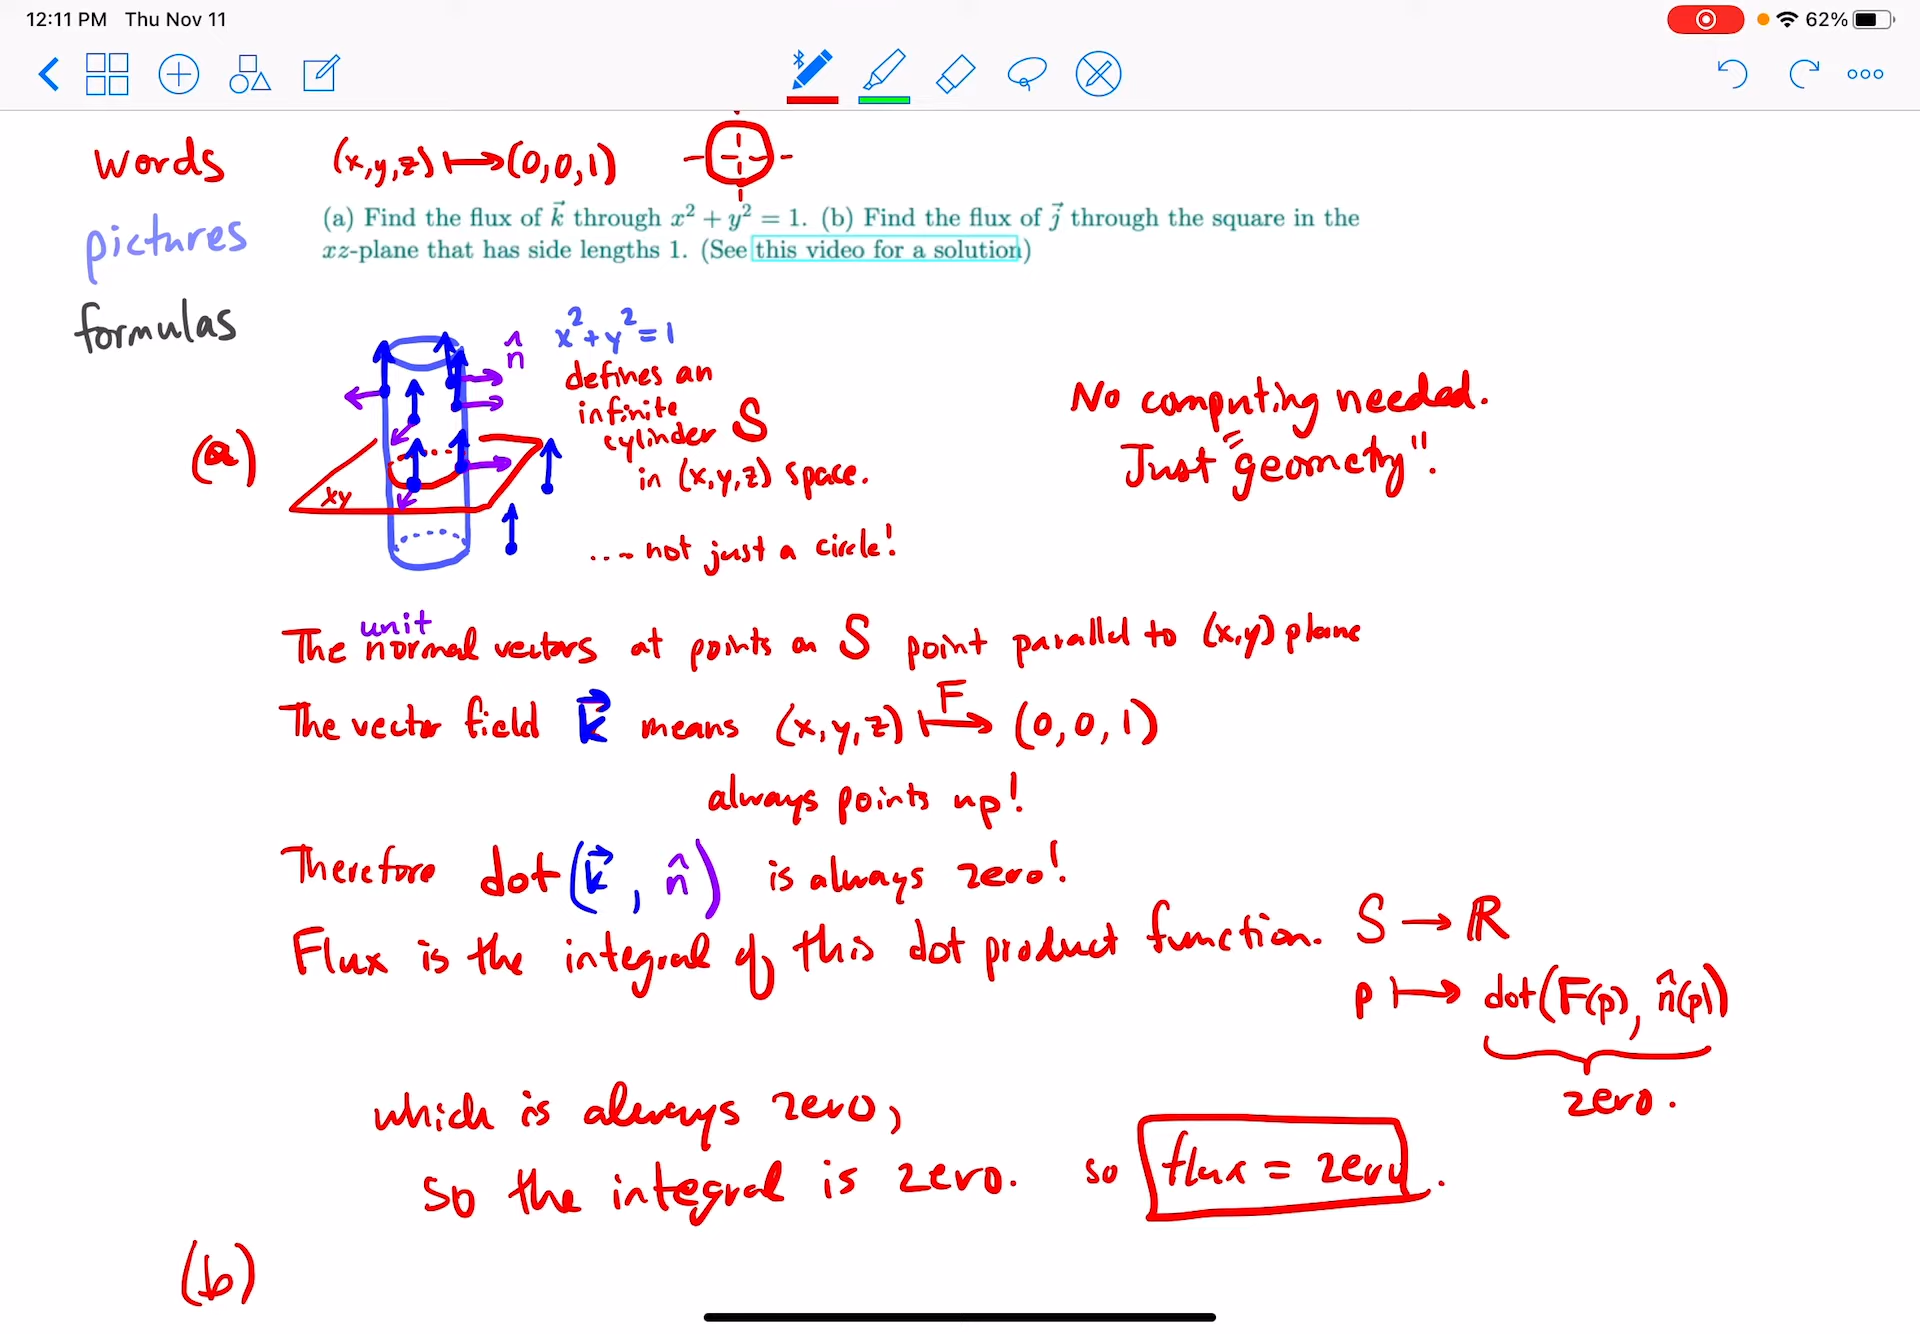 12:11 PM Thu Nov 11
62%
words
(x,y,z) ↦ (0,0,1)
(a) Find the flux of \vec{k} through x² + y² = 1. (b) Find the flux of \vec{j} through the square in the
xz-plane that has side lengths 1. (See this video for a solution)
pictures
formulas
(a)
xy
n̂
x² + y² = 1
defines an
infinite
cylinder S
in (x,y,z) space.
.... not just a circle!
No computing needed.
Just "geometry".
The unit normal vectors at points on S point parallel to (x,y) plane
The vector field \vec{k} means (x,y,z) ↦ (0,0,1)
F
always points up!
Therefore dot(\vec{k}, n̂) is always zero!
Flux is the integral of this dot product function. S → ℝ
p ↦ dot(F(p), n̂(p))
zero.
which is always zero,
so the integral is zero. so flux = zero.
(b)